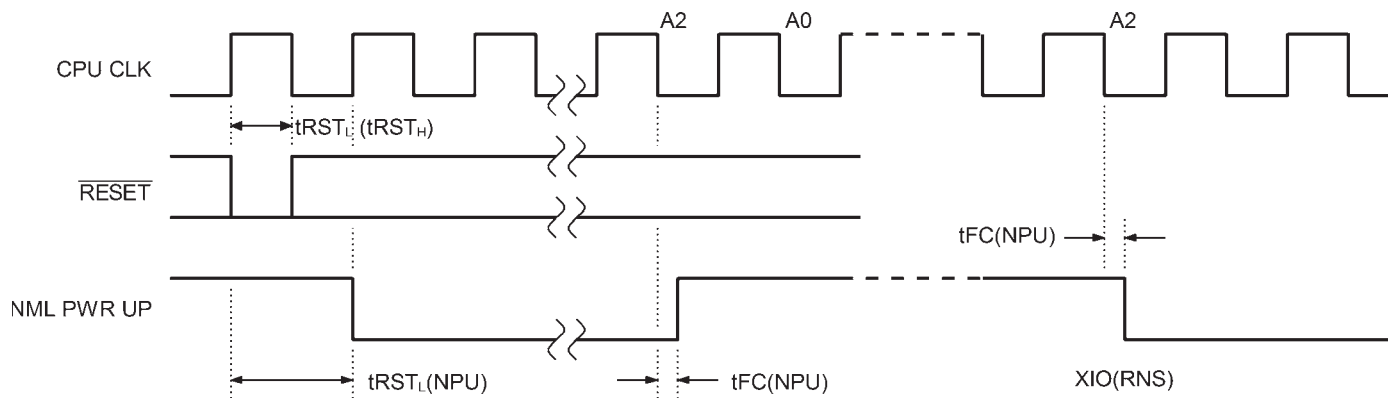 A2 A0 A2
CPU CLK
tRSTL (tRSTH)
RESET
tFC(NPU)
NML PWR UP
tRSTL(NPU) tFC(NPU) XIO(RNS)